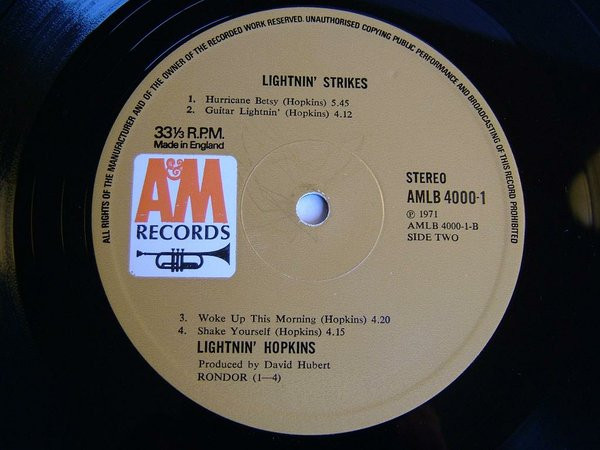 ALL RIGHTS OF THE MANUFACTURER AND OF THE OWNER OF THE RECORDED WORK RESERVED. UNAUTHORISED COPYING PUBLIC PERFORMANCE AND BROADCASTING OF THIS RECORD PROHIBITED
LIGHTNIN' STRIKES
1. Hurricane Betsy (Hopkins) 5.45
2. Guitar Lightnin' (Hopkins) 4.12
33⅓ R.P.M.
Made in England
A&M
RECORDS
STEREO
AMLB 4000-1
℗ 1971
AMLB 4000-1-B
SIDE TWO
3. Woke Up This Morning (Hopkins) 4.20
4. Shake Yourself (Hopkins) 4.15
LIGHTNIN' HOPKINS
Produced by David Hubert
RONDOR (1—4)